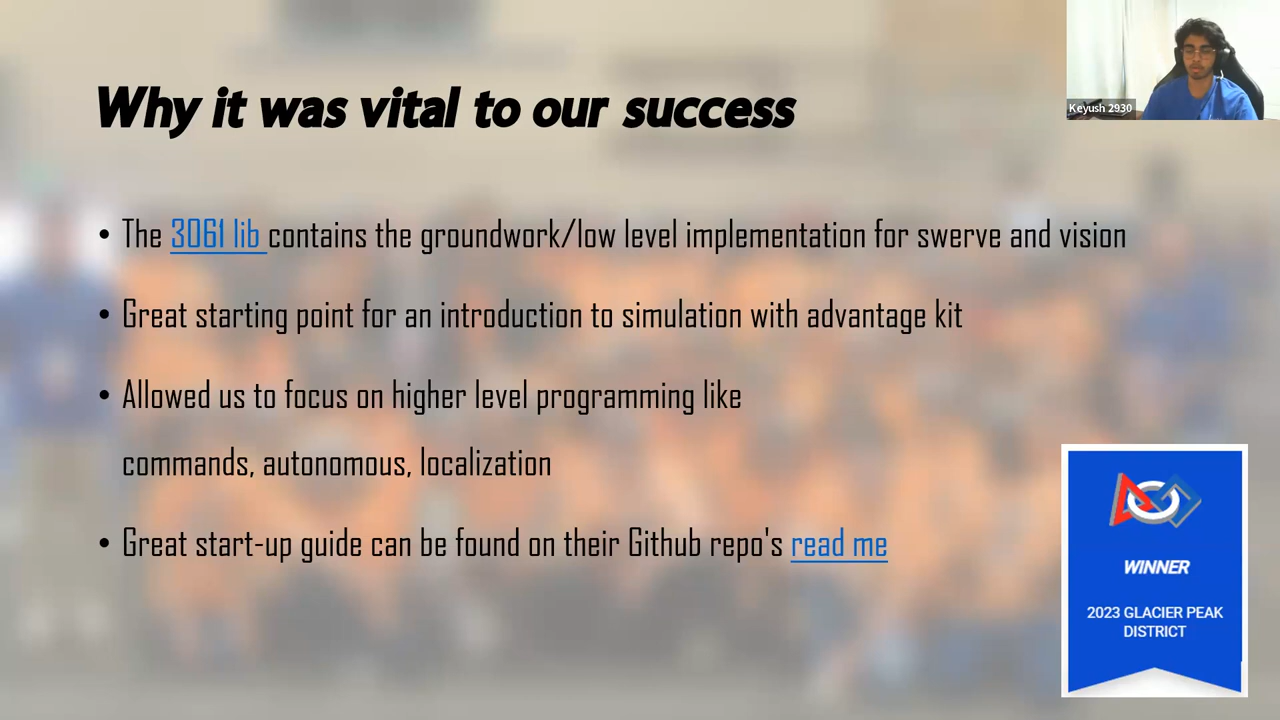 Keyush 2930
Why it was vital to our success
• The 3061 lib contains the groundwork/low level implementation for swerve and vision
• Great starting point for an introduction to simulation with advantage kit
• Allowed us to focus on higher level programming like
commands, autonomous, localization
• Great start-up guide can be found on their Github repo's read me
WINNER
2023 GLACIER PEAK
DISTRICT